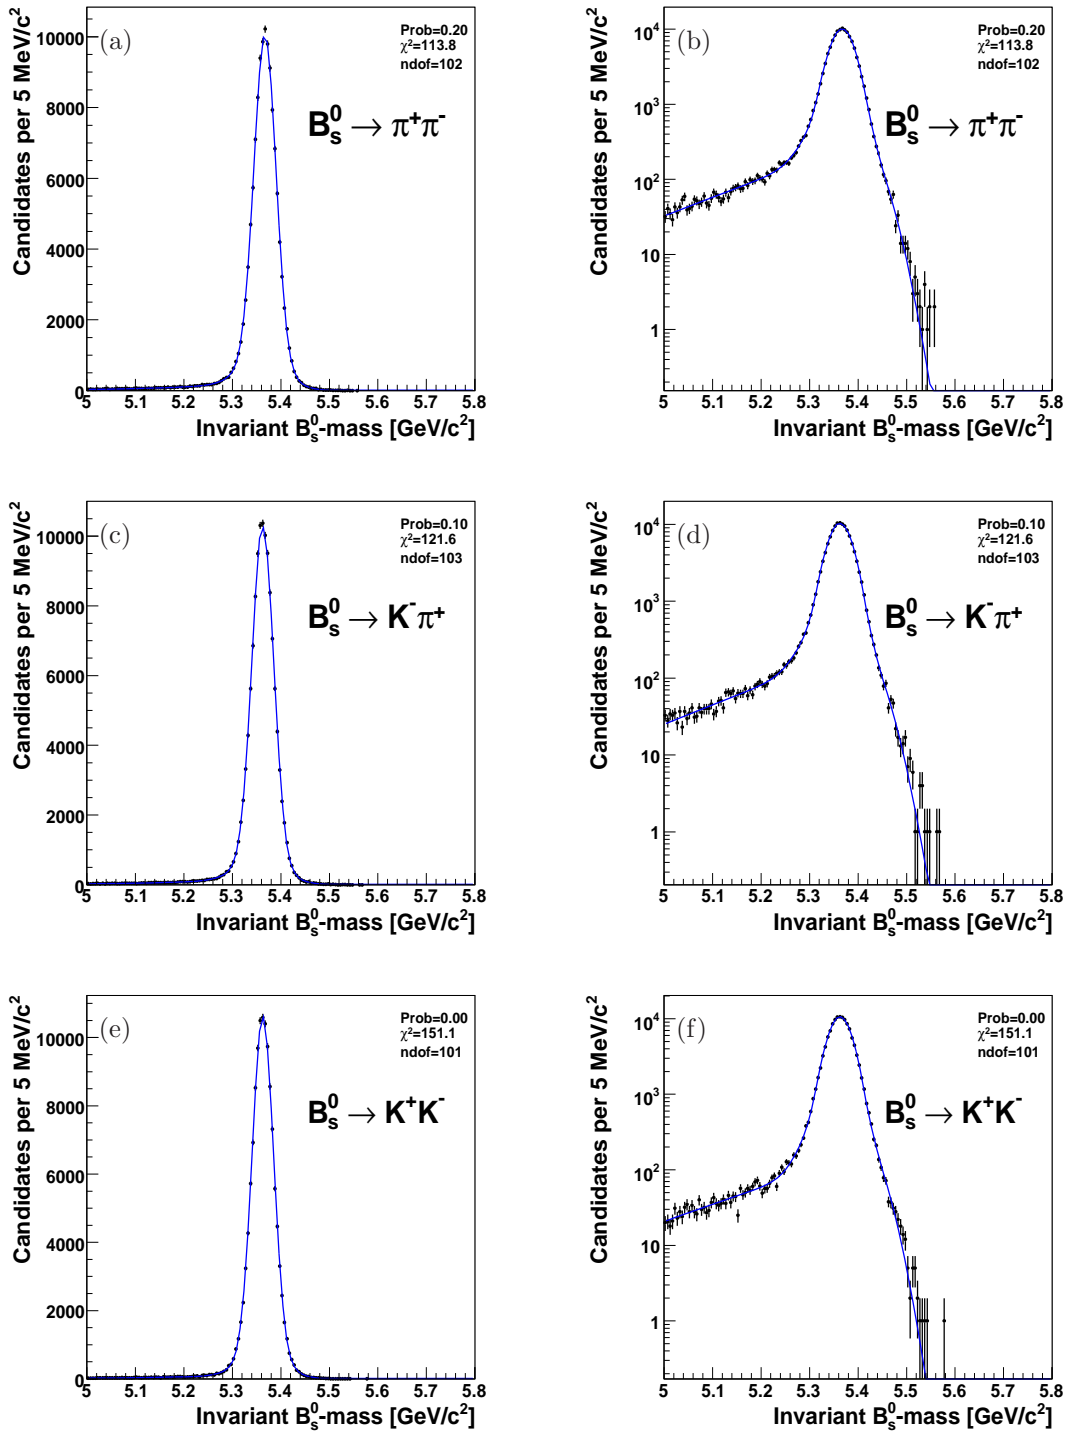 (a)
Prob=0.20
χ²=113.8
ndof=102
B⁰ₛ → π⁺π⁻
Candidates per 5 MeV/c²
0 2000 4000 6000 8000 10000
5 5.1 5.2 5.3 5.4 5.5 5.6 5.7 5.8
Invariant B⁰ₛ-mass [GeV/c²]
(b)
Prob=0.20
χ²=113.8
ndof=102
B⁰ₛ → π⁺π⁻
Candidates per 5 MeV/c²
1 10 10² 10³ 10⁴
5 5.1 5.2 5.3 5.4 5.5 5.6 5.7 5.8
Invariant B⁰ₛ-mass [GeV/c²]
(c)
Prob=0.10
χ²=121.6
ndof=103
B⁰ₛ → K⁻π⁺
Candidates per 5 MeV/c²
0 2000 4000 6000 8000 10000
5 5.1 5.2 5.3 5.4 5.5 5.6 5.7 5.8
Invariant B⁰ₛ-mass [GeV/c²]
(d)
Prob=0.10
χ²=121.6
ndof=103
B⁰ₛ → K⁻π⁺
Candidates per 5 MeV/c²
1 10 10² 10³ 10⁴
5 5.1 5.2 5.3 5.4 5.5 5.6 5.7 5.8
Invariant B⁰ₛ-mass [GeV/c²]
(e)
Prob=0.00
χ²=151.1
ndof=101
B⁰ₛ → K⁺K⁻
Candidates per 5 MeV/c²
0 2000 4000 6000 8000 10000
5 5.1 5.2 5.3 5.4 5.5 5.6 5.7 5.8
Invariant B⁰ₛ-mass [GeV/c²]
(f)
Prob=0.00
χ²=151.1
ndof=101
B⁰ₛ → K⁺K⁻
Candidates per 5 MeV/c²
1 10 10² 10³ 10⁴
5 5.1 5.2 5.3 5.4 5.5 5.6 5.7 5.8
Invariant B⁰ₛ-mass [GeV/c²]